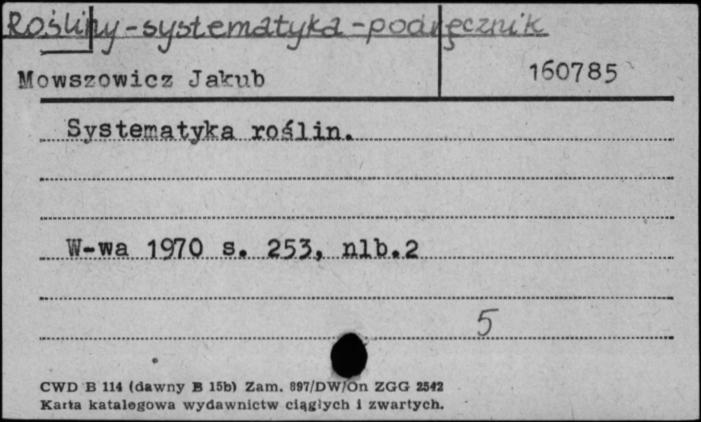 Rośliny-systematyka-podręcznik
Mowszowicz Jakub 160785
Systematyka roślin.
W-wa 1970 s. 253, nlb.2
5
CWD B 114 (dawny B 15b) Zam. 897/DW/On ZGG 2542
Karta katalogowa wydawnictw ciągłych i zwartych.